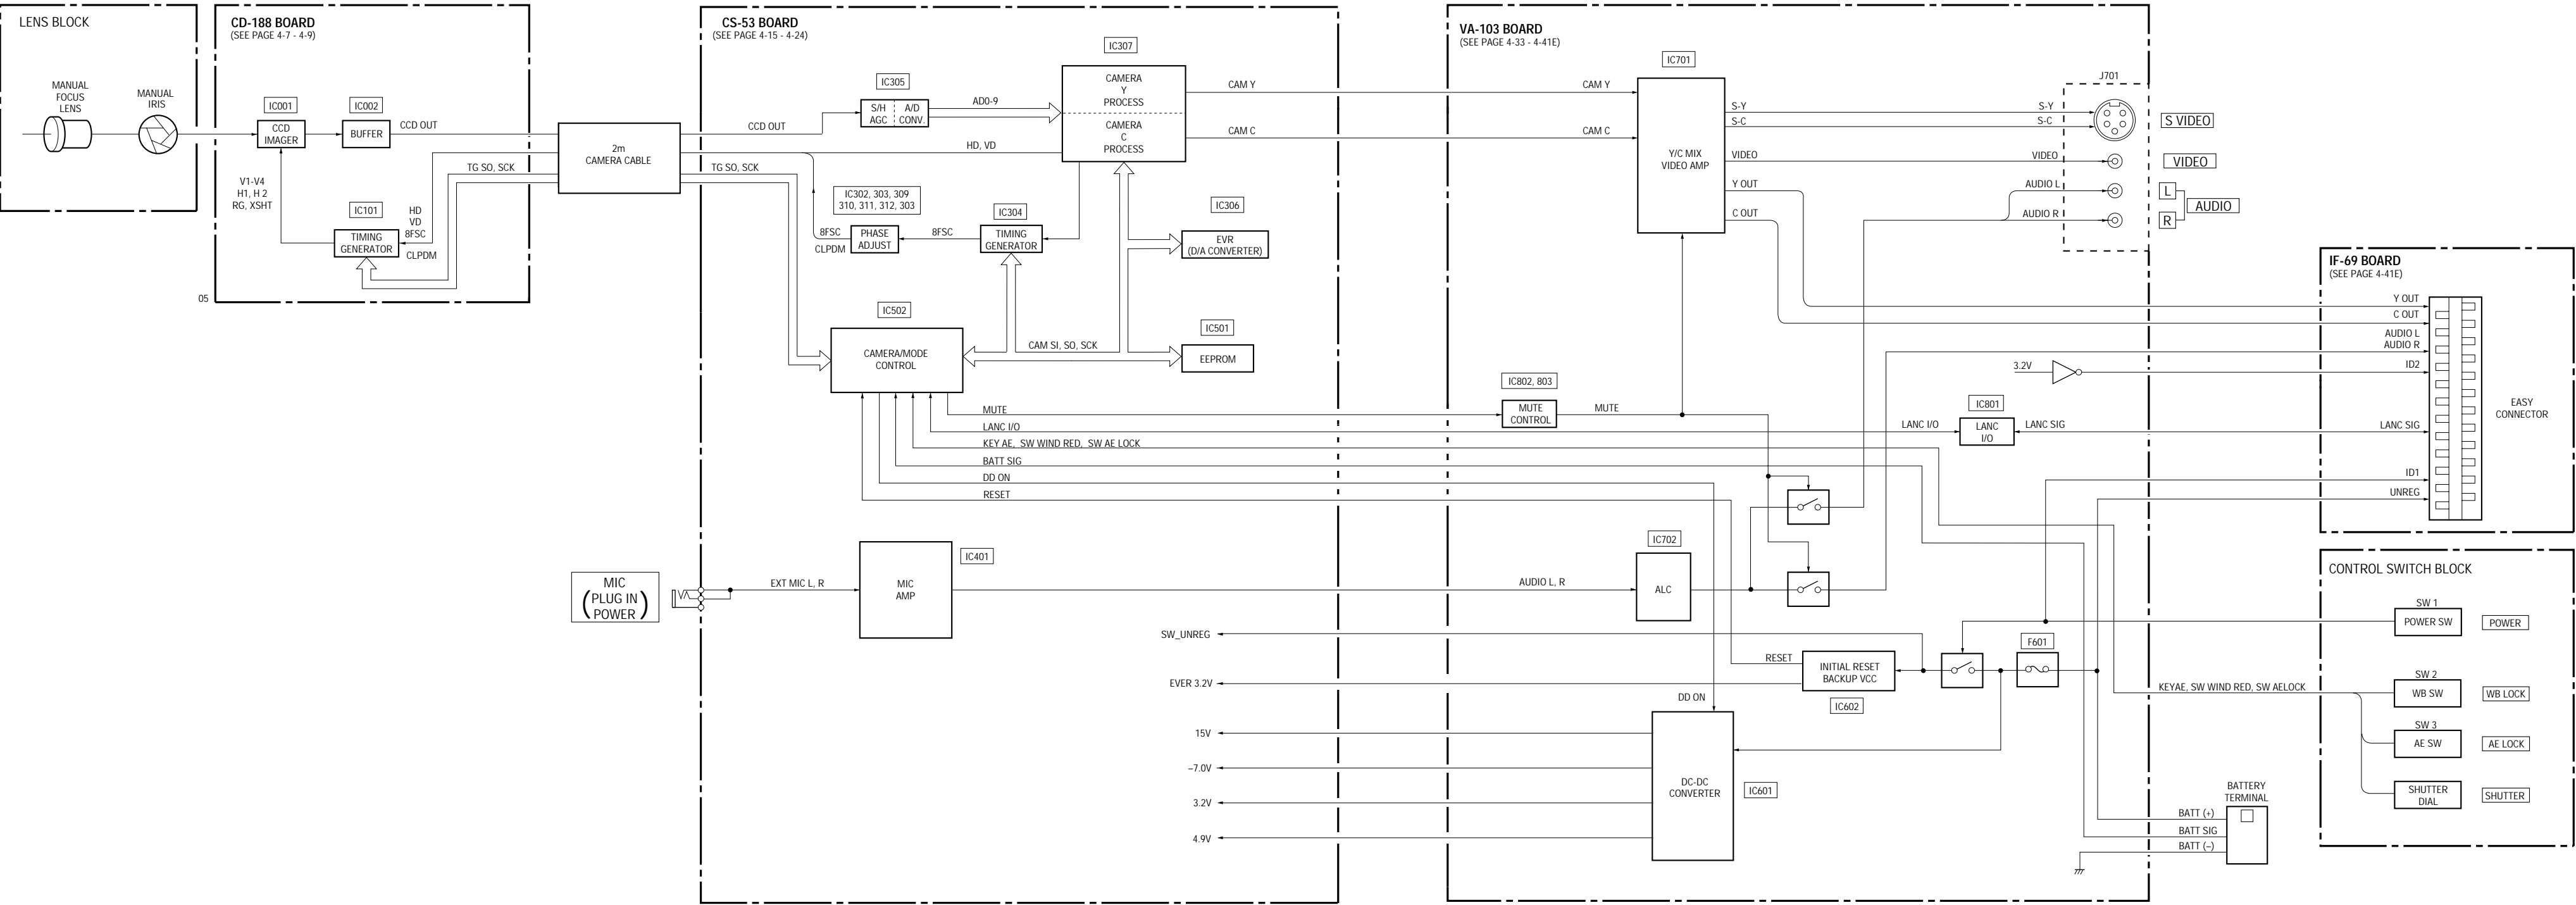 LENS BLOCK
MANUAL
FOCUS
LENS
MANUAL
IRIS
CD-188 BOARD
(SEE PAGE 4-7 - 4-9)
IC001
CCD
IMAGER
IC002
BUFFER
CCD OUT
TG SO, SCK
V1-V4
H1, H 2
RG, XSHT
IC101
TIMING
GENERATOR
HD
VD
8FSC
CLPDM
05
2m
CAMERA CABLE
CS-53 BOARD
(SEE PAGE 4-15 - 4-24)
CCD OUT
TG SO, SCK
IC305
S/H
AGC
A/D
CONV.
AD0-9
HD, VD
IC307
CAMERA
Y
PROCESS
CAMERA
C
PROCESS
CAM Y
CAM C
IC302, 303, 309
310, 311, 312, 303
8FSC
CLPDM
PHASE
ADJUST
8FSC
IC304
TIMING
GENERATOR
IC306
EVR
(D/A CONVERTER)
IC502
CAMERA/MODE
CONTROL
CAM SI, SO, SCK
IC501
EEPROM
MUTE
LANC I/O
KEY AE, SW WIND RED, SW AE LOCK
BATT SIG
DD ON
RESET
MIC
(PLUG IN
POWER)
EXT MIC L, R
MIC
AMP
IC401
SW_UNREG
EVER 3.2V
15V
–7.0V
3.2V
4.9V
VA-103 BOARD
(SEE PAGE 4-33 - 4-41E)
CAM Y
CAM C
IC701
Y/C MIX
VIDEO AMP
S-Y
S-C
VIDEO
Y OUT
C OUT
S-Y
S-C
VIDEO
AUDIO L
AUDIO R
J701
S VIDEO
VIDEO
L
R
AUDIO
IC802, 803
MUTE
CONTROL
MUTE
3.2V
IC801
LANC I/O
LANC
I/O
LANC SIG
AUDIO L, R
IC702
ALC
RESET
INITIAL RESET
BACKUP VCC
IC602
F601
DD ON
DC-DC
CONVERTER
IC601
IF-69 BOARD
(SEE PAGE 4-41E)
Y OUT
C OUT
AUDIO L
AUDIO R
ID2
LANC SIG
ID1
UNREG
EASY
CONNECTOR
CONTROL SWITCH BLOCK
SW 1
POWER SW
POWER
KEYAE, SW WIND RED, SW AELOCK
SW 2
WB SW
WB LOCK
SW 3
AE SW
AE LOCK
SHUTTER
DIAL
SHUTTER
BATTERY
TERMINAL
BATT (+)
BATT SIG
BATT (–)